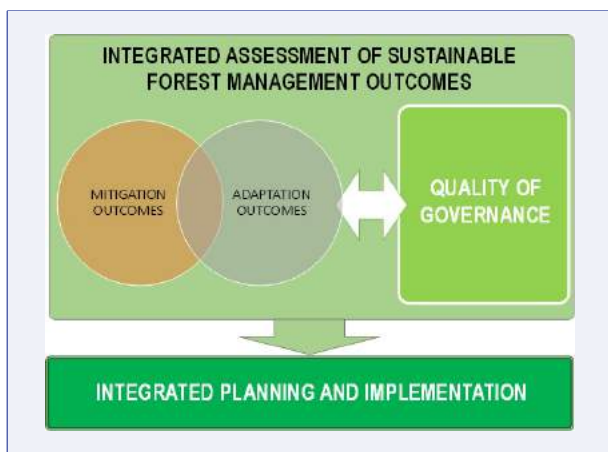 INTEGRATED ASSESSMENT OF SUSTAINABLE
FOREST MANAGEMENT OUTCOMES
MITIGATION
OUTCOMES
ADAPTATION
OUTCOMES
QUALITY OF
GOVERNANCE
INTEGRATED PLANNING AND IMPLEMENTATION